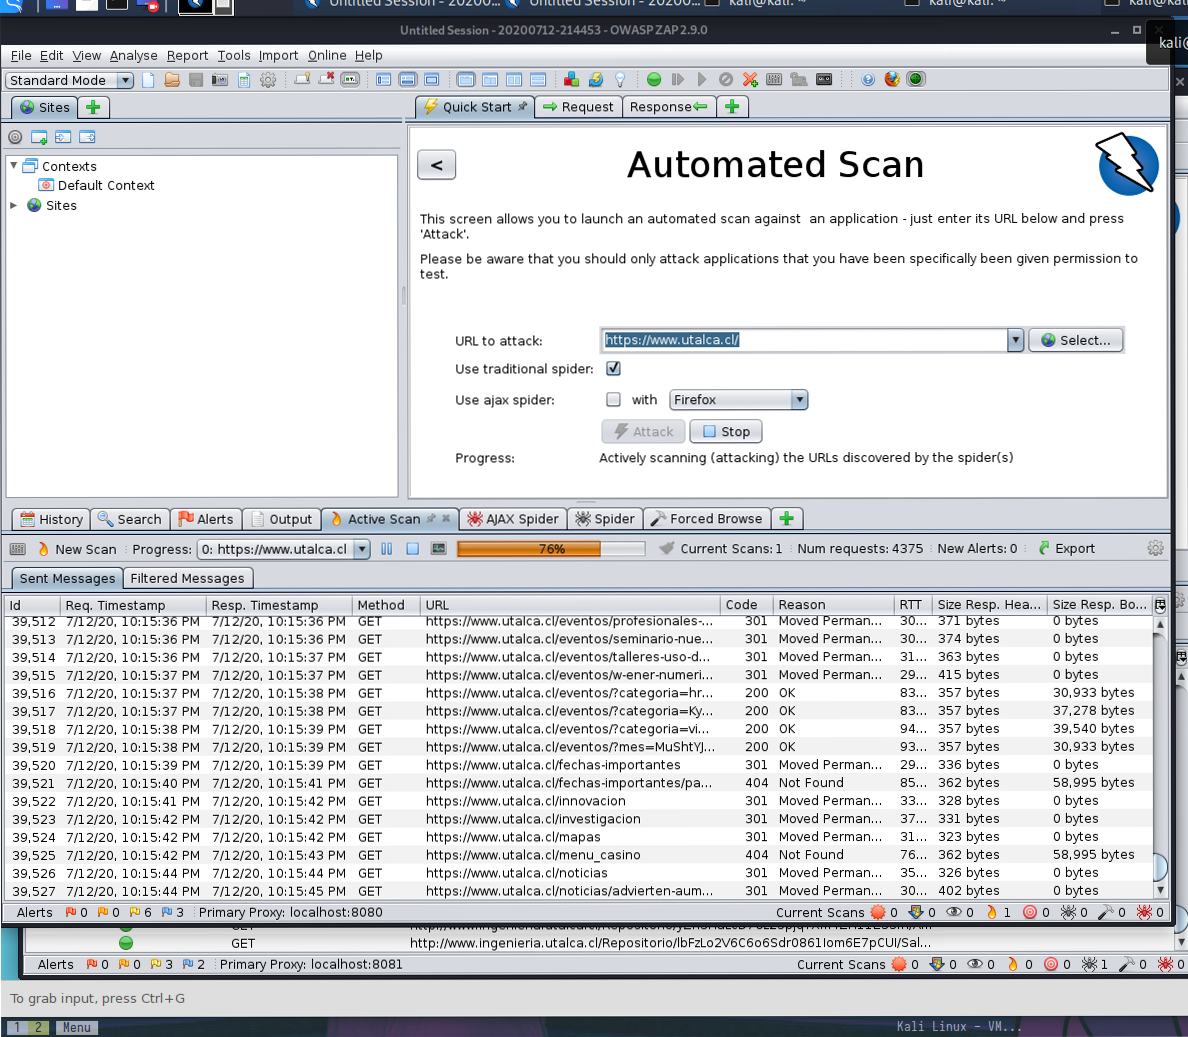 Untitled Session - 20200... Untitled Session - 20200... kali@kali: ~ kali@kali: ~ kali@
Untitled Session - 20200712-214453 - OWASP ZAP 2.9.0
kali@
File Edit View Analyse Report Tools Import Online Help
Standard Mode
Sites
Quick Start Request Response
< Automated Scan
Contexts
Default Context
Sites
This screen allows you to launch an automated scan against an application - just enter its URL below and press
'Attack'.
Please be aware that you should only attack applications that you have been specifically been given permission to
test.
URL to attack: https://www.utalca.cl/ Select...
Use traditional spider:
Use ajax spider: with Firefox
Attack Stop
Progress: Actively scanning (attacking) the URLs discovered by the spider(s)
History Search Alerts Output Active Scan AJAX Spider Spider Forced Browse
New Scan Progress: 0: https://www.utalca.cl 76% Current Scans: 1 Num requests: 4375 New Alerts: 0 Export
Sent Messages Filtered Messages
Id Req. Timestamp Resp. Timestamp Method URL Code Reason RTT Size Resp. Hea... Size Resp. Bo...
39,512 7/12/20, 10:15:36 PM 7/12/20, 10:15:36 PM GET https://www.utalca.cl/eventos/profesionales-... 301 Moved Perman... 30... 371 bytes 0 bytes
39,513 7/12/20, 10:15:36 PM 7/12/20, 10:15:36 PM GET https://www.utalca.cl/eventos/seminario-nue... 301 Moved Perman... 30... 374 bytes 0 bytes
39,514 7/12/20, 10:15:36 PM 7/12/20, 10:15:37 PM GET https://www.utalca.cl/eventos/talleres-uso-d... 301 Moved Perman... 31... 363 bytes 0 bytes
39,515 7/12/20, 10:15:37 PM 7/12/20, 10:15:37 PM GET https://www.utalca.cl/eventos/w-ener-numeri... 301 Moved Perman... 29... 415 bytes 0 bytes
39,516 7/12/20, 10:15:37 PM 7/12/20, 10:15:38 PM GET https://www.utalca.cl/eventos/?categoria=hr... 200 OK 83... 357 bytes 30,933 bytes
39,517 7/12/20, 10:15:37 PM 7/12/20, 10:15:38 PM GET https://www.utalca.cl/eventos/?categoria=Ky... 200 OK 83... 357 bytes 37,278 bytes
39,518 7/12/20, 10:15:38 PM 7/12/20, 10:15:39 PM GET https://www.utalca.cl/eventos/?categoria=vi... 200 OK 94... 357 bytes 39,540 bytes
39,519 7/12/20, 10:15:38 PM 7/12/20, 10:15:39 PM GET https://www.utalca.cl/eventos/?mes=MuShtYJ... 200 OK 93... 357 bytes 30,933 bytes
39,520 7/12/20, 10:15:39 PM 7/12/20, 10:15:39 PM GET https://www.utalca.cl/fechas-importantes 301 Moved Perman... 29... 336 bytes 0 bytes
39,521 7/12/20, 10:15:40 PM 7/12/20, 10:15:41 PM GET https://www.utalca.cl/fechas-importantes/pa... 404 Not Found 85... 362 bytes 58,995 bytes
39,522 7/12/20, 10:15:41 PM 7/12/20, 10:15:42 PM GET https://www.utalca.cl/innovacion 301 Moved Perman... 33... 328 bytes 0 bytes
39,523 7/12/20, 10:15:42 PM 7/12/20, 10:15:42 PM GET https://www.utalca.cl/investigacion 301 Moved Perman... 37... 331 bytes 0 bytes
39,524 7/12/20, 10:15:42 PM 7/12/20, 10:15:42 PM GET https://www.utalca.cl/mapas 301 Moved Perman... 31... 323 bytes 0 bytes
39,525 7/12/20, 10:15:42 PM 7/12/20, 10:15:43 PM GET https://www.utalca.cl/menu_casino 404 Not Found 76... 362 bytes 58,995 bytes
39,526 7/12/20, 10:15:44 PM 7/12/20, 10:15:44 PM GET https://www.utalca.cl/noticias 301 Moved Perman... 35... 326 bytes 0 bytes
39,527 7/12/20, 10:15:44 PM 7/12/20, 10:15:45 PM GET https://www.utalca.cl/noticias/advierten-aum... 301 Moved Perman... 30... 402 bytes 0 bytes
Alerts 0 0 6 3 Primary Proxy: localhost:8080 Current Scans 0 0 0 1 0 0 0 0
GET http://www.ingenieria.utalca.cl/Repositorio/lbFzLo2V6C6o6Sdr0861Iom6E7pCUI/Sal...
Alerts 0 0 3 2 Primary Proxy: localhost:8081 Current Scans 0 0 0 0 0 1 0 0
To grab input, press Ctrl+G
1 2 Menu Kali Linux - VM...